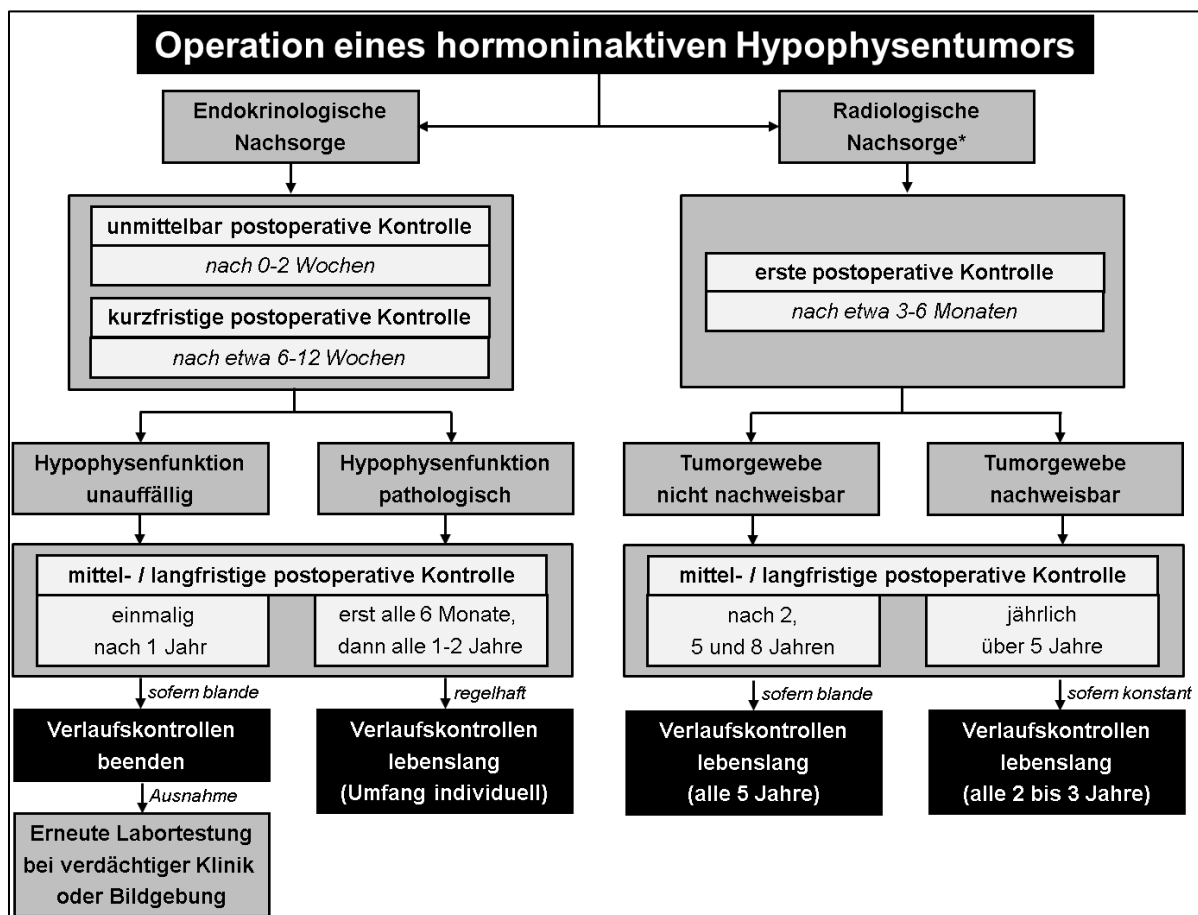 Operation eines hormoninaktiven Hypophysentumors
Endokrinologische
Nachsorge
Radiologische
Nachsorge*
unmittelbar postoperative Kontrolle
nach 0-2 Wochen
kurzfristige postoperative Kontrolle
nach etwa 6-12 Wochen
erste postoperative Kontrolle
nach etwa 3-6 Monaten
Hypophysenfunktion
unauffällig
Hypophysenfunktion
pathologisch
Tumorgewebe
nicht nachweisbar
Tumorgewebe
nachweisbar
mittel- / langfristige postoperative Kontrolle
einmalig
nach 1 Jahr
erst alle 6 Monate,
dann alle 1-2 Jahre
mittel- / langfristige postoperative Kontrolle
nach 2,
5 und 8 Jahren
jährlich
über 5 Jahre
sofern blande
regelhaft
sofern blande
sofern konstant
Verlaufskontrollen
beenden
Verlaufskontrollen
lebenslang
(Umfang individuell)
Verlaufskontrollen
lebenslang
(alle 5 Jahre)
Verlaufskontrollen
lebenslang
(alle 2 bis 3 Jahre)
Ausnahme
Erneute Labortestung
bei verdächtiger Klinik
oder Bildgebung